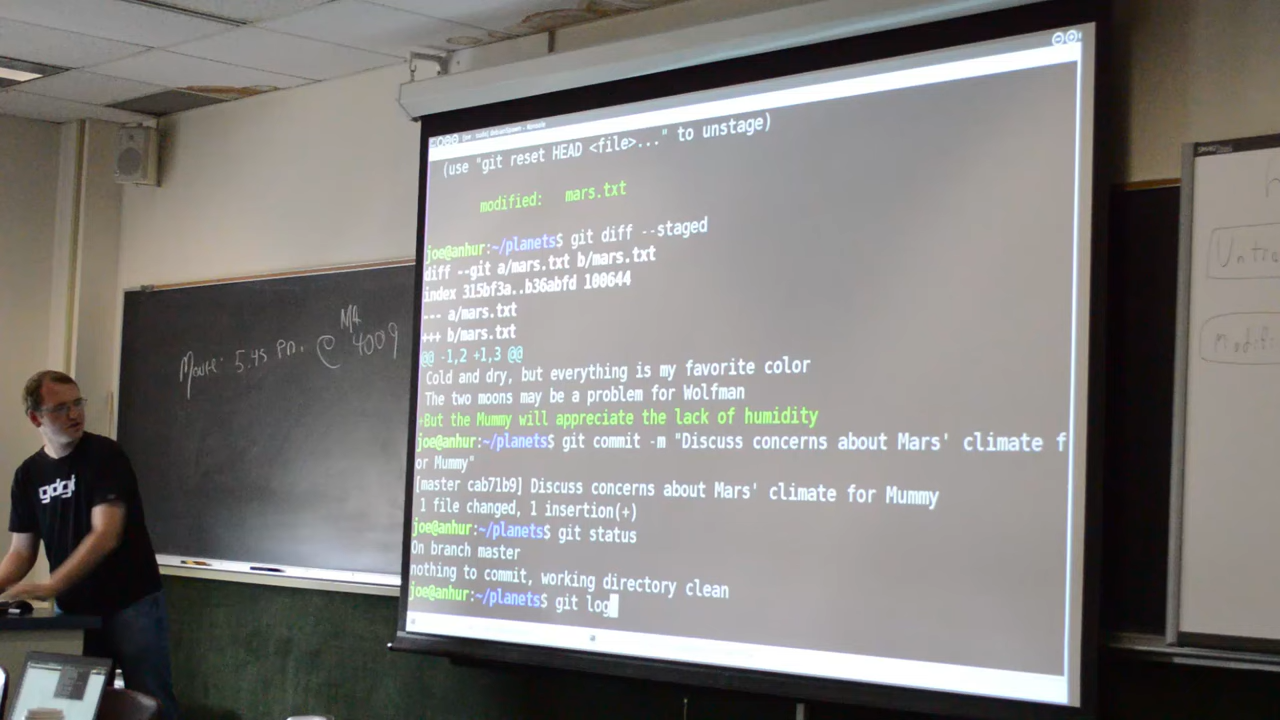 (use "git reset HEAD <file>..." to unstage)
modified:   mars.txt
joe@anhur:~/planets$ git diff --staged
diff --git a/mars.txt b/mars.txt
index 315bf3a..b36abfd 100644
--- a/mars.txt
+++ b/mars.txt
@@ -1,2 +1,3 @@
Cold and dry, but everything is my favorite color
The two moons may be a problem for Wolfman
+But the Mummy will appreciate the lack of humidity
joe@anhur:~/planets$ git commit -m "Discuss concerns about Mars' climate f
or Mummy"
[master cab71b9] Discuss concerns about Mars' climate for Mummy
1 file changed, 1 insertion(+)
joe@anhur:~/planets$ git status
On branch master
nothing to commit, working directory clean
joe@anhur:~/planets$ git log
5:45 PM. @ 4009